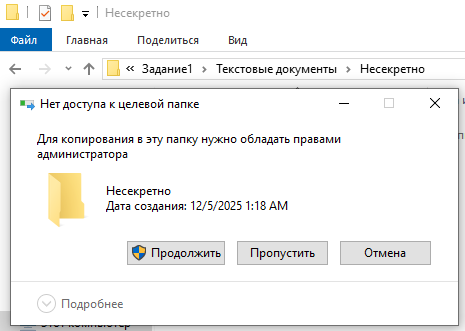 Несекретно
Файл Главная Поделиться Вид
« Задание1 Текстовые документы Несекретно
Нет доступа к целевой папке
Для копирования в эту папку нужно обладать правами
администратора
Несекретно
Дата создания: 12/5/2025 1:18 AM
Продолжить Пропустить Отмена
Подробнее